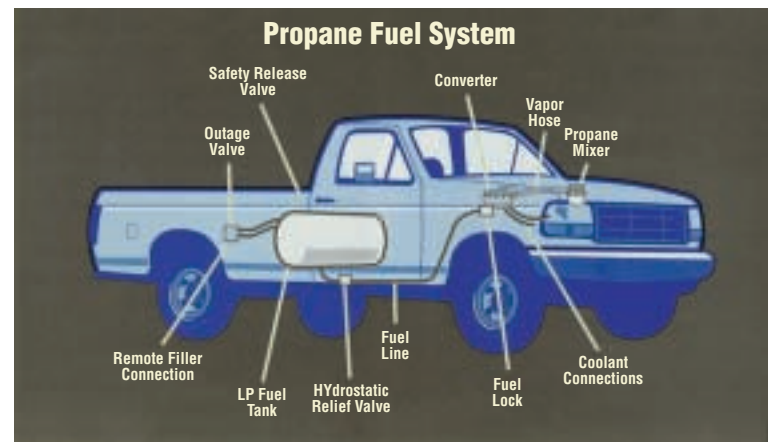 Propane Fuel System
Safety Release
Valve
Converter
Vapor
Hose
Propane
Mixer
Outage
Valve
Remote Filler
Connection
LP Fuel
Tank
HYdrostatic
Relief Valve
Fuel
Line
Fuel
Lock
Coolant
Connections